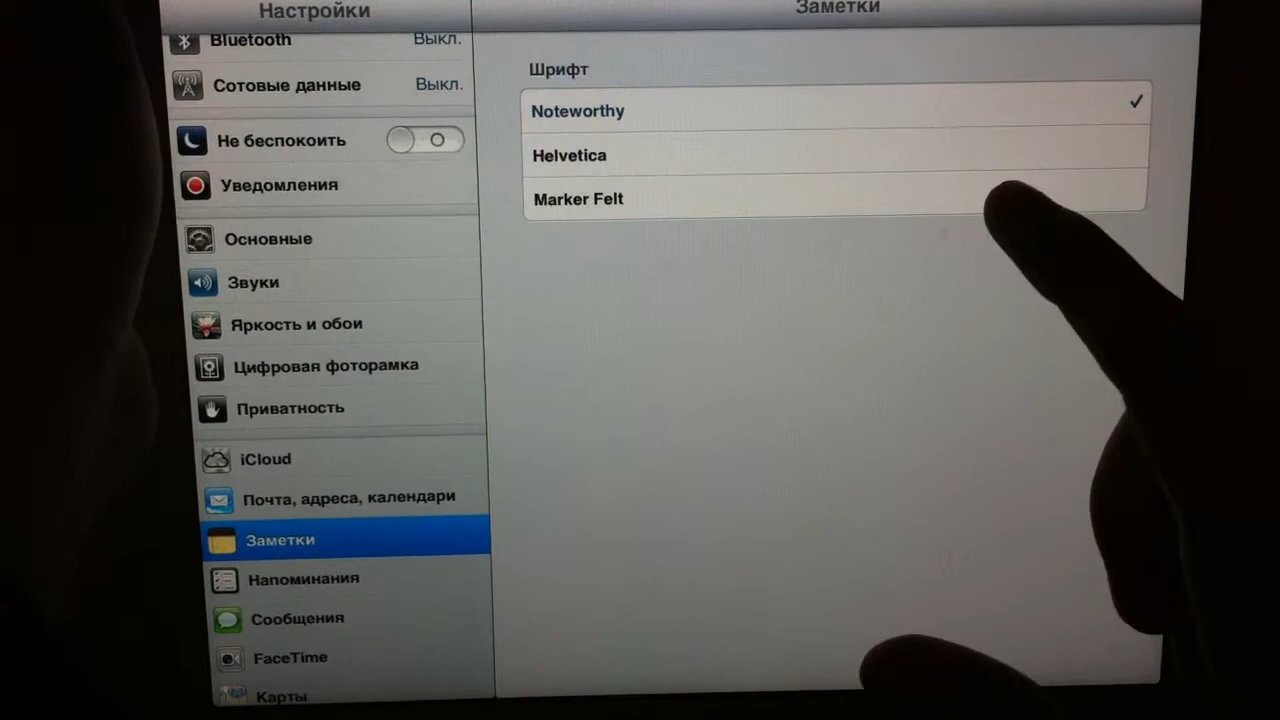 Настройки
Bluetooth Выкл.
Сотовые данные Выкл.
Не беспокоить
Уведомления
Основные
Звуки
Яркость и обои
Цифровая фоторамка
Приватность
iCloud
Почта, адреса, календари
Заметки
Напоминания
Сообщения
FaceTime
Карты
Заметки
Шрифт
Noteworthy
Helvetica
Marker Felt